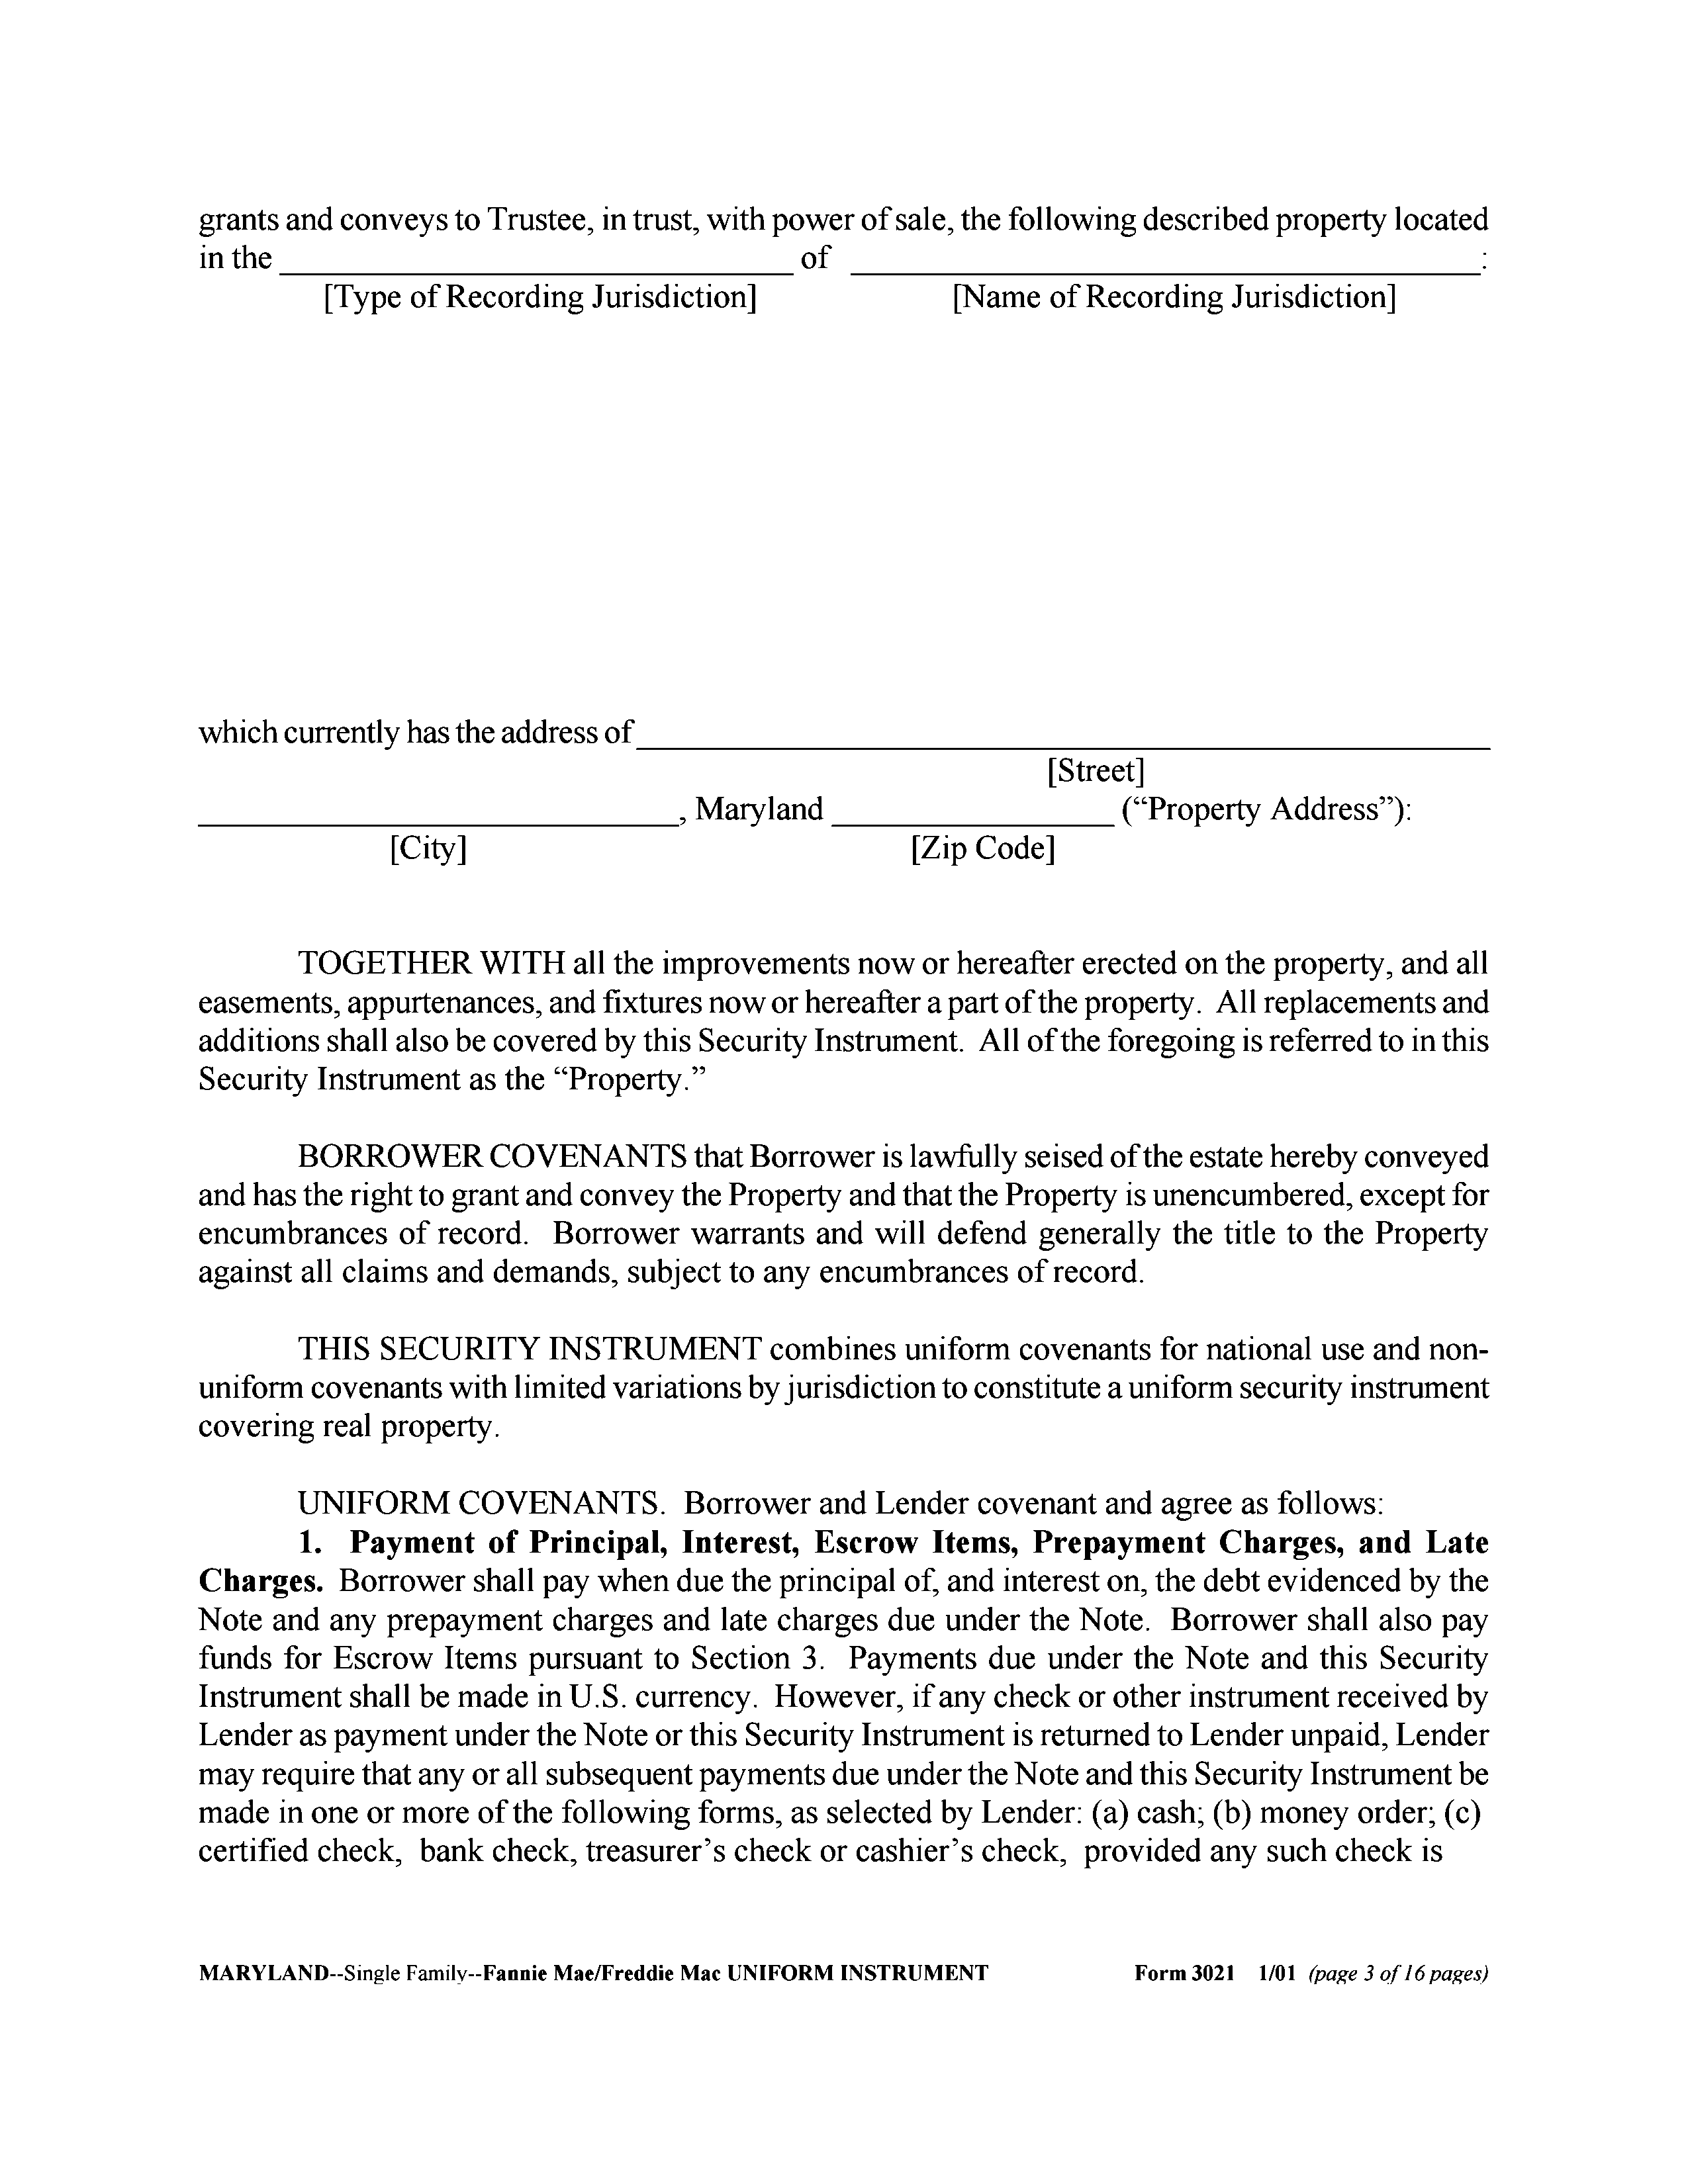 grants and conveys to Trustee, in trust, with power of sale, the following described property located
in the ______________________________ of ______________________________:
[Type of Recording Jurisdiction] [Name of Recording Jurisdiction]
which currently has the address of ______________________________
[Street]
______________________________, Maryland __________________ (“Property Address”):
[City] [Zip Code]
TOGETHER WITH all the improvements now or hereafter erected on the property, and all
easements, appurtenances, and fixtures now or hereafter a part of the property. All replacements and
additions shall also be covered by this Security Instrument. All of the foregoing is referred to in this
Security Instrument as the “Property.”
BORROWER COVENANTS that Borrower is lawfully seised of the estate hereby conveyed
and has the right to grant and convey the Property and that the Property is unencumbered, except for
encumbrances of record. Borrower warrants and will defend generally the title to the Property
against all claims and demands, subject to any encumbrances of record.
THIS SECURITY INSTRUMENT combines uniform covenants for national use and non-
uniform covenants with limited variations by jurisdiction to constitute a uniform security instrument
covering real property.
UNIFORM COVENANTS. Borrower and Lender covenant and agree as follows:
1. Payment of Principal, Interest, Escrow Items, Prepayment Charges, and Late
Charges. Borrower shall pay when due the principal of, and interest on, the debt evidenced by the
Note and any prepayment charges and late charges due under the Note. Borrower shall also pay
funds for Escrow Items pursuant to Section 3. Payments due under the Note and this Security
Instrument shall be made in U.S. currency. However, if any check or other instrument received by
Lender as payment under the Note or this Security Instrument is returned to Lender unpaid, Lender
may require that any or all subsequent payments due under the Note and this Security Instrument be
made in one or more of the following forms, as selected by Lender: (a) cash; (b) money order; (c)
certified check, bank check, treasurer’s check or cashier’s check, provided any such check is
MARYLAND--Single Family--Fannie Mae/Freddie Mac UNIFORM INSTRUMENT Form 3021 1/01 (page 3 of 16 pages)